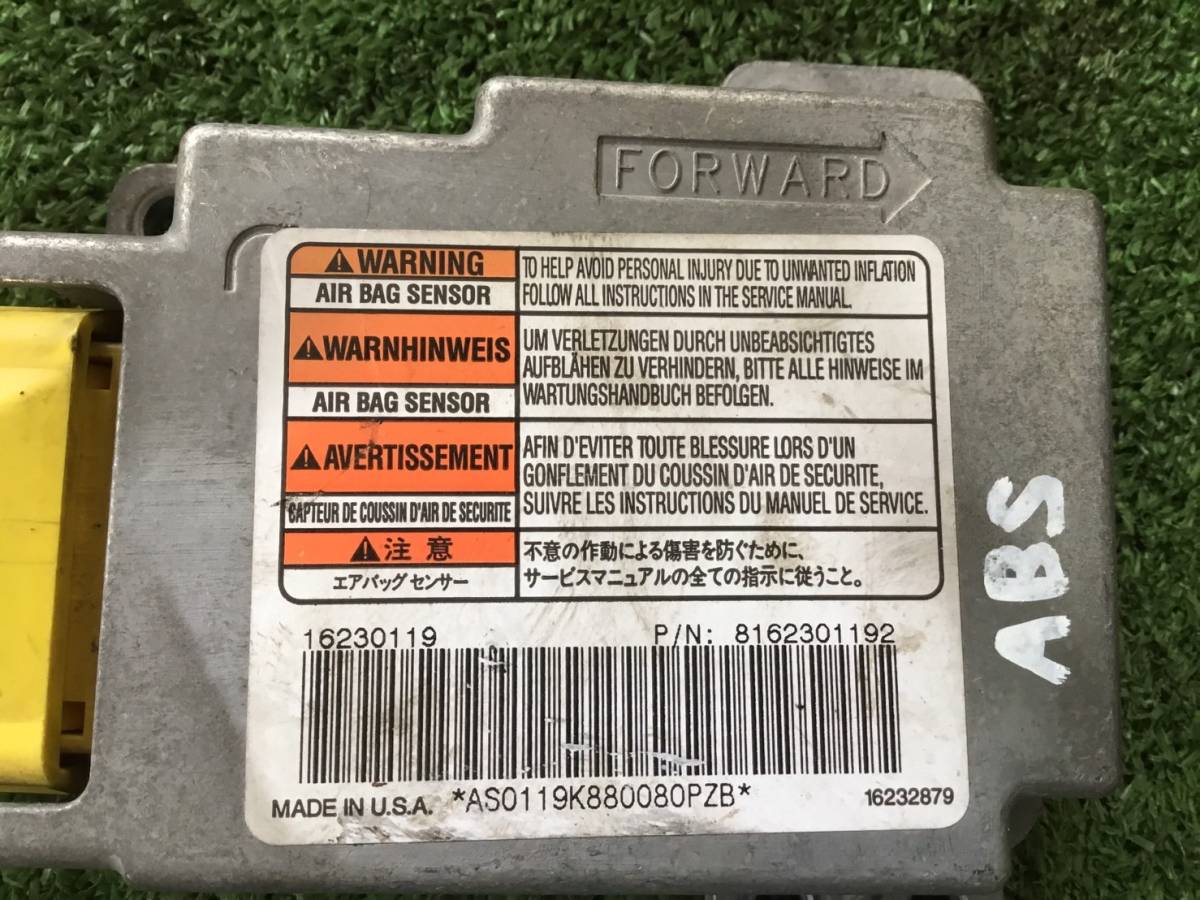 FORWARD
WARNING
AIR BAG SENSOR
TO HELP AVOID PERSONAL INJURY DUE TO UNWANTED INFLATION
FOLLOW ALL INSTRUCTIONS IN THE SERVICE MANUAL.
WARNHINWEIS
AIR BAG SENSOR
UM VERLETZUNGEN DURCH UNBEABSICHTIGTES
AUFBLÄHEN ZU VERHINDERN, BITTE ALLE HINWEISE IM
WARTUNGSHANDBUCH BEFOLGEN.
AVERTISSEMENT
CAPTEUR DE COUSSIN D'AIR DE SECURITE
AFIN D'EVITER TOUTE BLESSURE LORS D'UN
GONFLEMENT DU COUSSIN D'AIR DE SECURITE,
SUIVRE LES INSTRUCTIONS DU MANUEL DE SERVICE.
注意
エアバッグセンサー
不意の作動による傷害を防ぐために、
サービスマニュアルの全ての指示に従うこと。
16230119 P/N: 8162301192
MADE IN U.S.A. *AS0119K880080PZB* 16232879
ABS